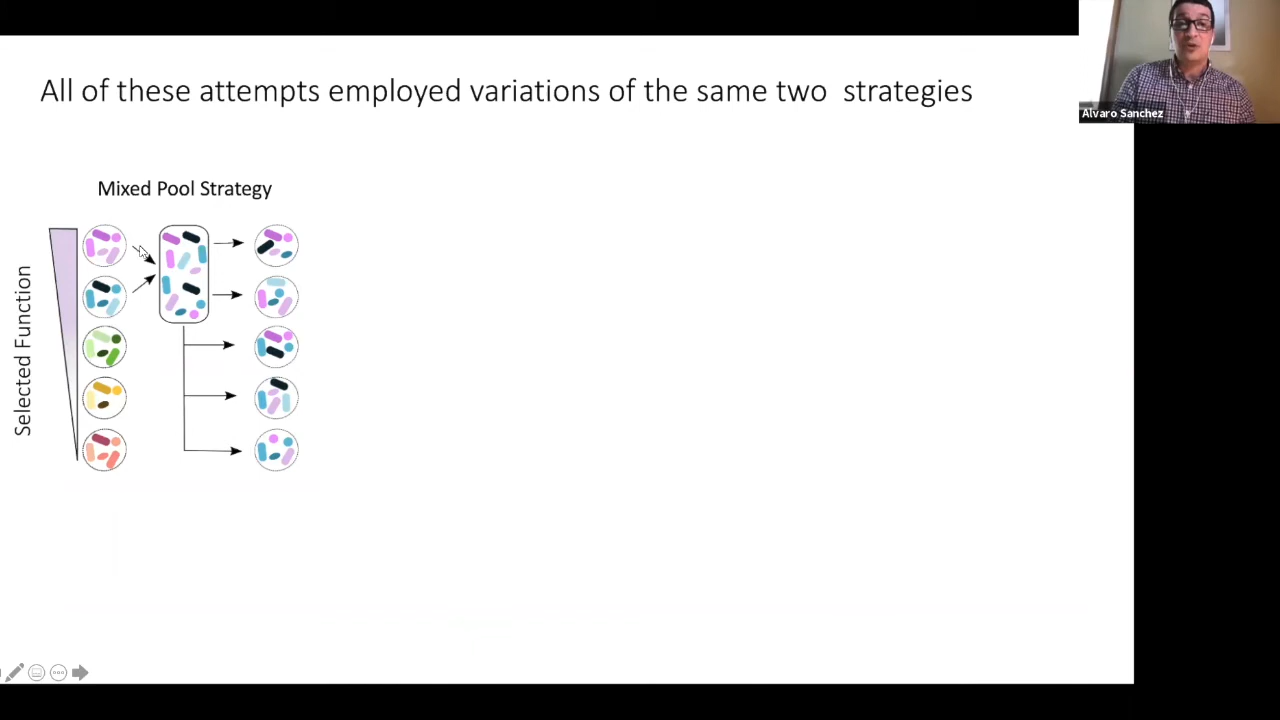 All of these attempts employed variations of the same two strategies
Alvaro Sanchez
Mixed Pool Strategy
Selected Function